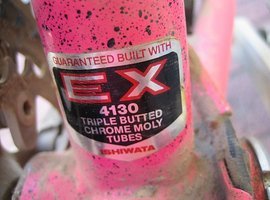 GUARANTEED BUILT WITH
EX
4130
TRIPLE BUTTED
CHROME MOLY
TUBES
ISHIWATA